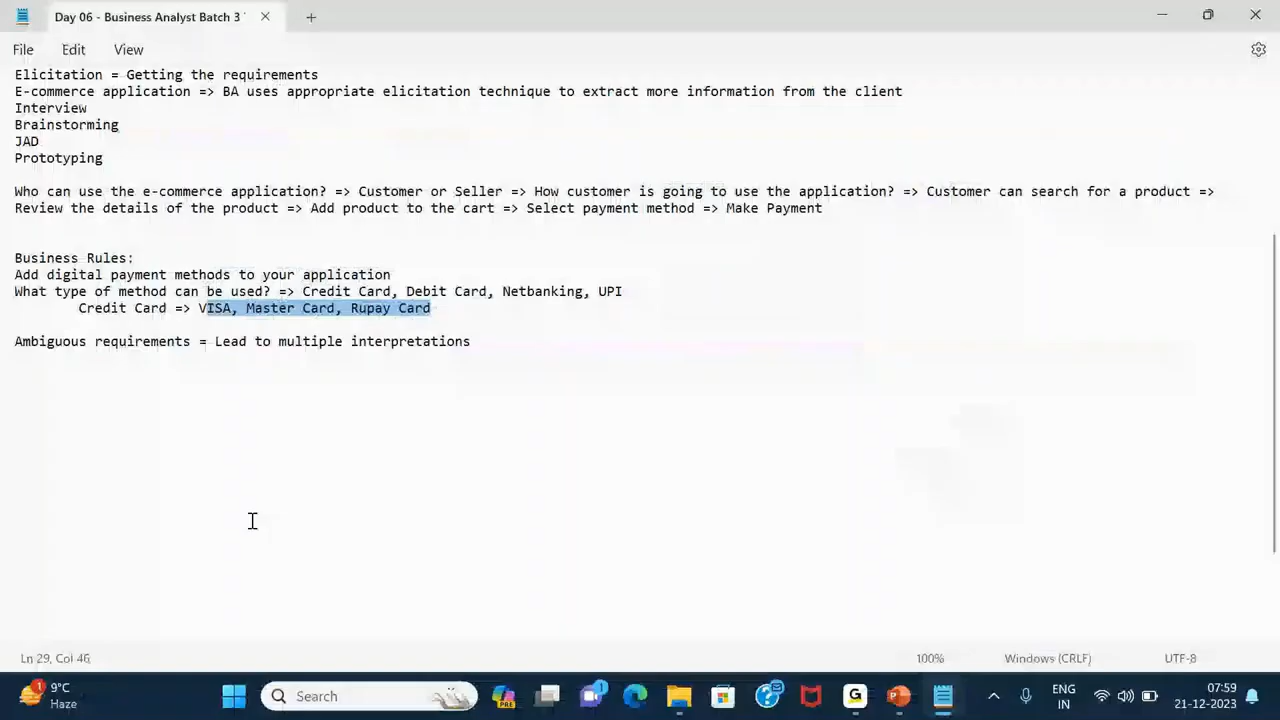 Day 06 - Business Analyst Batch 3
File Edit View
Elicitation = Getting the requirements
E-commerce application => BA uses appropriate elicitation technique to extract more information from the client
Interview
Brainstorming
JAD
Prototyping
Who can use the e-commerce application? => Customer or Seller => How customer is going to use the application? => Customer can search for a product =>
Review the details of the product => Add product to the cart => Select payment method => Make Payment
Business Rules:
Add digital payment methods to your application
What type of method can be used? => Credit Card, Debit Card, Netbanking, UPI
Credit Card => VISA, Master Card, Rupay Card
Ambiguous requirements = Lead to multiple interpretations
Ln 29, Col 46 100% Windows (CRLF) UTF-8
9°C
Haze
Search
PRE
ENG
IN
07:59
21-12-2023